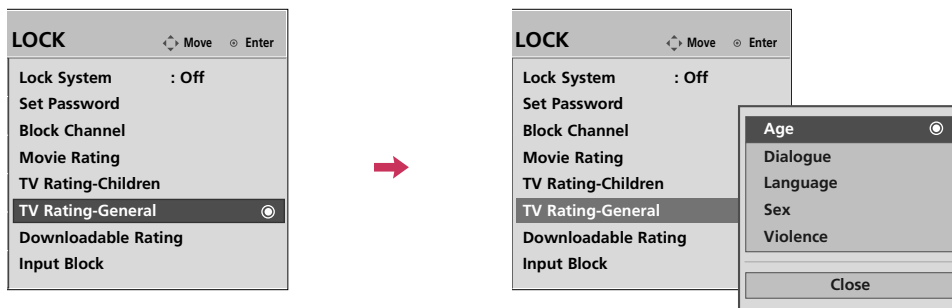 LOCK Move Enter
Lock System : Off
Set Password
Block Channel
Movie Rating
TV Rating-Children
TV Rating-General
Downloadable Rating
Input Block
LOCK Move Enter
Lock System : Off
Set Password
Block Channel
Movie Rating
TV Rating-Children
TV Rating-General
Downloadable Rating
Input Block
Age
Dialogue
Language
Sex
Violence
Close